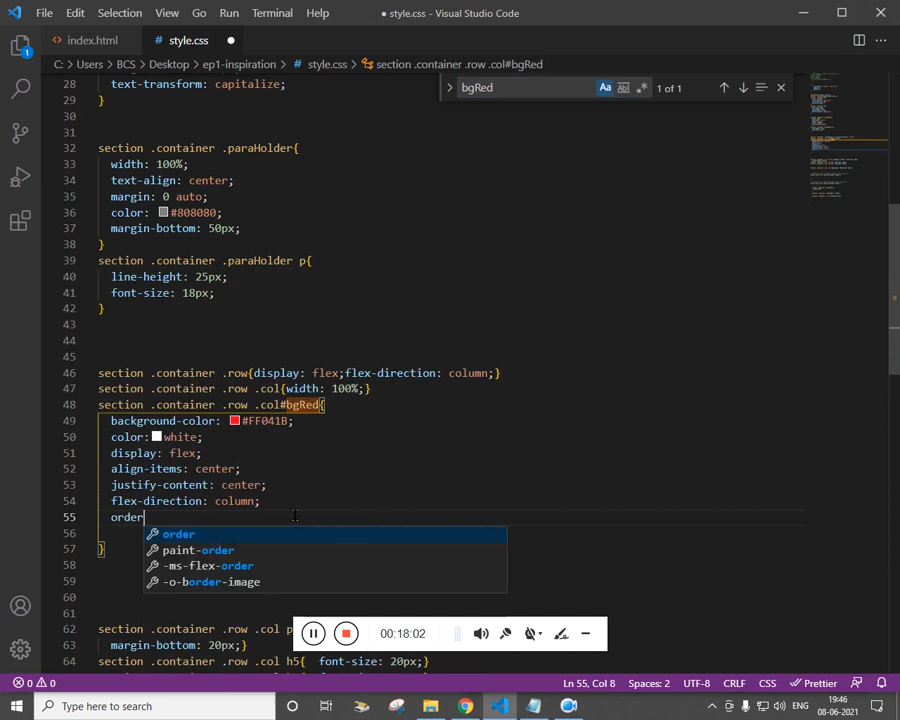 File Edit Selection View Go Run Terminal Help
● style.css - Visual Studio Code
index.html style.css ●
C: > Users > BCS > Desktop > ep1-inspiration > style.css > section .container .row .col#bgRed
bgRed Aa 1 of 1
28 text-transform: capitalize;
29 }
30
31
32 section .container .paraHolder{
33 width: 100%;
34 text-align: center;
35 margin: 0 auto;
36 color: #808080;
37 margin-bottom: 50px;
38 }
39 section .container .paraHolder p{
40 line-height: 25px;
41 font-size: 18px;
42 }
43
44
45
46 section .container .row{display: flex;flex-direction: column;}
47 section .container .row .col{width: 100%;}
48 section .container .row .col#bgRed{
49 background-color: #FF041B;
50 color: white;
51 display: flex;
52 align-items: center;
53 justify-content: center;
54 flex-direction: column;
55 order
56 order
57 }
paint-order
58 -ms-flex-order
59 -o-border-image
60
61
62 section .container .row .col p
63 margin-bottom: 20px;}
64 section .container .row .col h5{ font-size: 20px;}
00:18:02
0 0 Ln 55, Col 8 Spaces: 2 UTF-8 CRLF CSS Prettier
Type here to search
ENG 19:46
08-06-2021
1